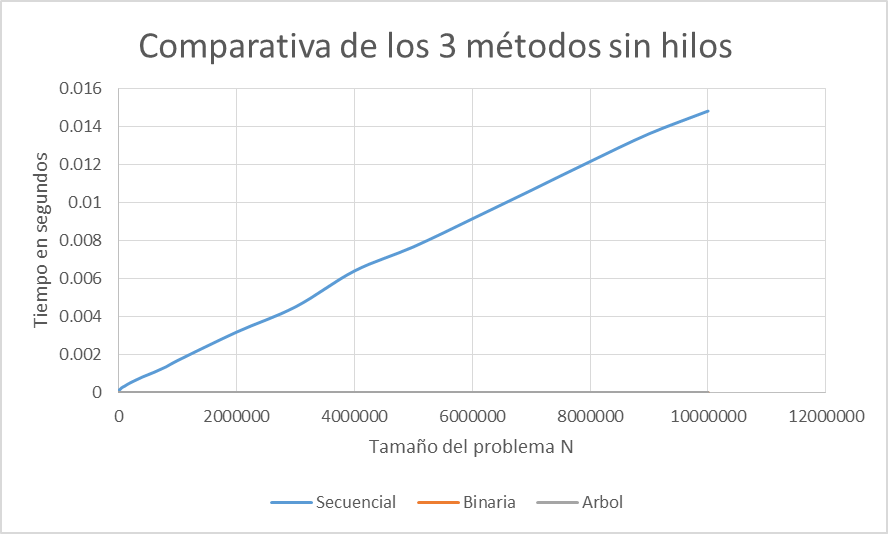 Comparativa de los 3 métodos sin hilos
Tiempo en segundos
0.016
0.014
0.012
0.01
0.008
0.006
0.004
0.002
0
0 2000000 4000000 6000000 8000000 10000000 12000000
Tamaño del problema N
Secuencial Binaria Arbol